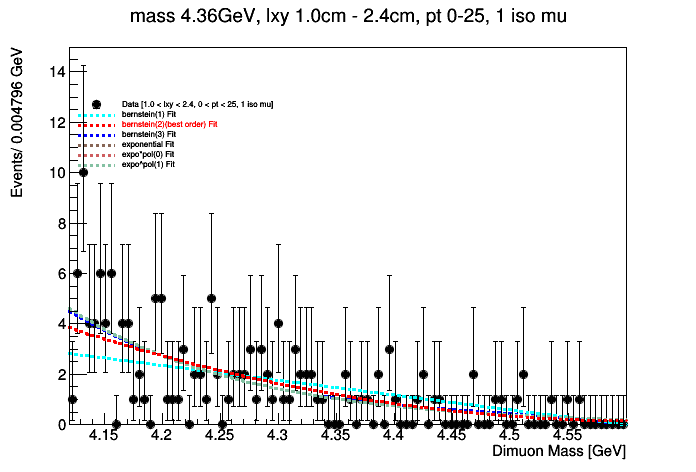 mass 4.36GeV, lxy 1.0cm - 2.4cm, pt 0-25, 1 iso mu
Events/ 0.004796 GeV
14
12
10
8
6
4
2
0
Data [1.0 < lxy < 2.4, 0 < pt < 25, 1 iso mu]
bernstein(1) Fit
bernstein(2)(best order) Fit
bernstein(3) Fit
exponential Fit
expo*pol(0) Fit
expo*pol(1) Fit
4.15 4.2 4.25 4.3 4.35 4.4 4.45 4.5 4.55
Dimuon Mass [GeV]